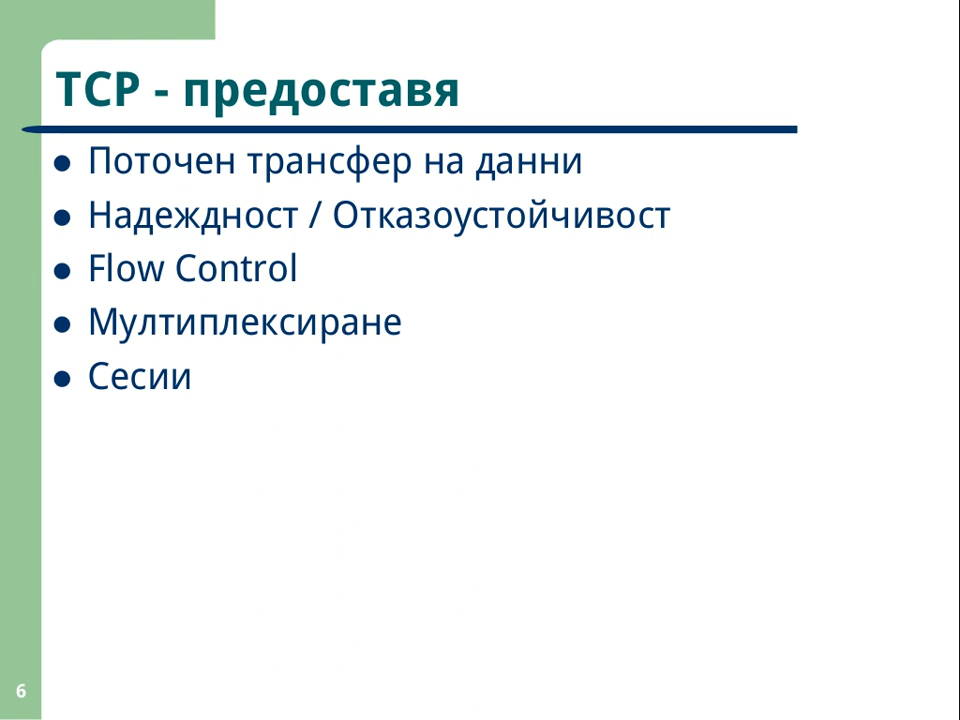 TCP - предоставя
Поточен трансфер на данни
Надеждност / Отказоустойчивост
Flow Control
Мултиплексиране
Сесии
6